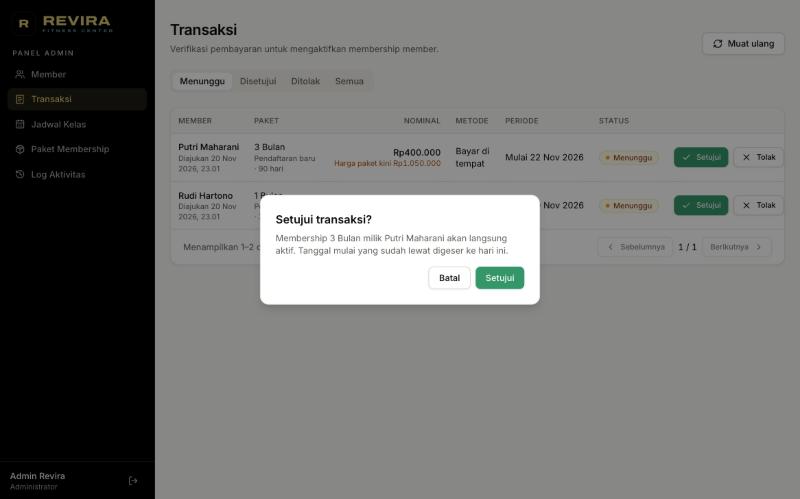 R REVIRA
FITNESS CENTER
PANEL ADMIN
Member
Transaksi
Jadwal Kelas
Paket Membership
Log Aktivitas
Admin Revira
Administrator
Transaksi
Verifikasi pembayaran untuk mengaktifkan membership member.
Muat ulang
Menunggu Disetujui Ditolak Semua
MEMBER PAKET NOMINAL METODE PERIODE STATUS
Putri Maharani
Diajukan 20 Nov
2026, 23.01
3 Bulan
Pendaftaran baru
· 90 hari
Rp400.000
Harga paket kini Rp1.050.000
Bayar di
tempat
Mulai 22 Nov 2026
Menunggu
Setujui
Tolak
Rudi Hartono
Diajukan 20 Nov
2026, 23.01
Nov 2026
Menunggu
Setujui
Tolak
Menampilkan 1–2
Sebelumnya 1 / 1 Berikutnya
Setujui transaksi?
Membership 3 Bulan milik Putri Maharani akan langsung
aktif. Tanggal mulai yang sudah lewat digeser ke hari ini.
Batal
Setujui